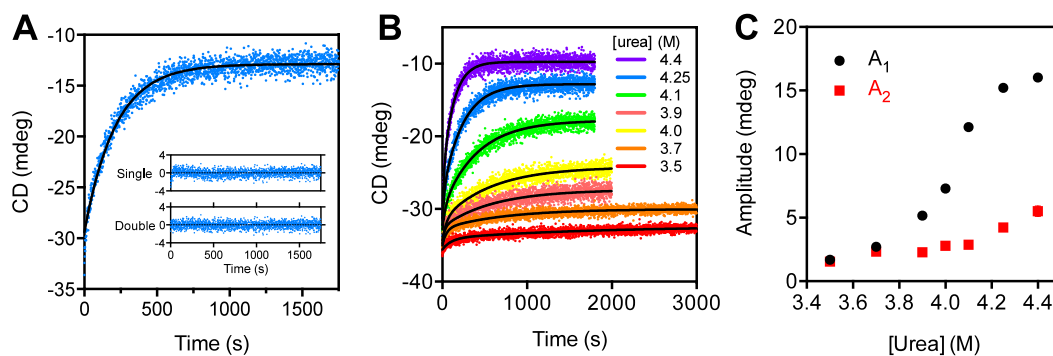 A
CD (mdeg)
-10
-15
-20
-25
-30
-35
Single
4
0
-4
Double
4
0
-4
0 500 1000 1500
Time (s)
0 500 1000 1500
Time (s)
B
CD (mdeg)
0
-10
-20
-30
-40
[urea] (M)
4.4
4.25
4.1
3.9
4.0
3.7
3.5
0 1000 2000 3000
Time (s)
C
Amplitude (mdeg)
20
15
10
5
0
A₁
A₂
3.4 3.6 3.8 4.0 4.2 4.4
[Urea] (M)